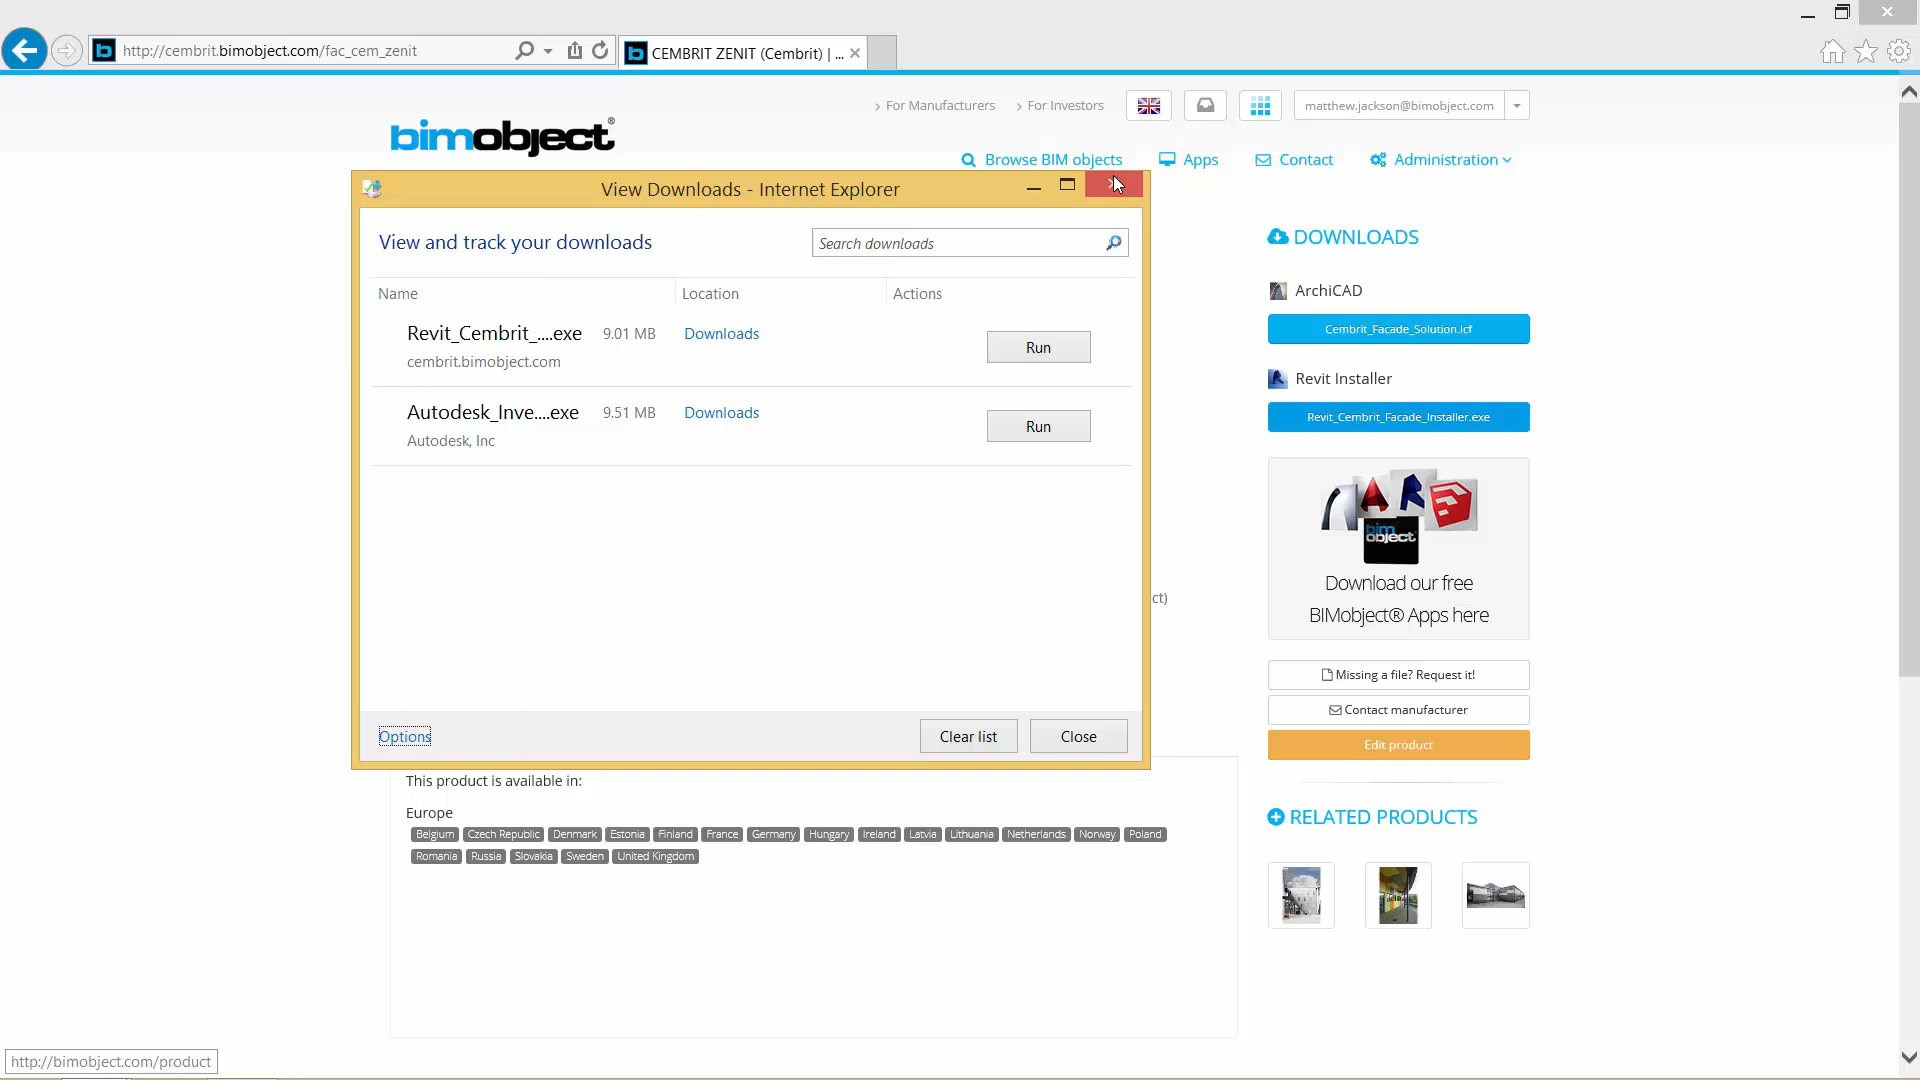 http://cembrit.bimobject.com/fac_cem_zenit
CEMBRIT ZENIT (Cembrit) | ...
For Manufacturers
For Investors
matthew.jackson@bimobject.com
bimobject®
Browse BIM objects
Apps
Contact
Administration
View Downloads - Internet Explorer
View and track your downloads
Search downloads
Name
Location
Actions
Revit_Cembrit_....exe
9.01 MB
Downloads
Run
cembrit.bimobject.com
Autodesk_Inve....exe
9.51 MB
Downloads
Run
Autodesk, Inc
Options
Clear list
Close
ct)
DOWNLOADS
ArchiCAD
Cembrit_Facade_Solution.lcf
Revit Installer
Revit_Cembrit_Facade_Installer.exe
bim
object
Download our free
BIMobject® Apps here
Missing a file? Request it!
Contact manufacturer
Edit product
RELATED PRODUCTS
This product is available in:
Europe
Belgium Czech Republic Denmark Estonia Finland France Germany Hungary Ireland Latvia Lithuania Netherlands Norway Poland
Romania Russia Slovakia Sweden United Kingdom
http://bimobject.com/product